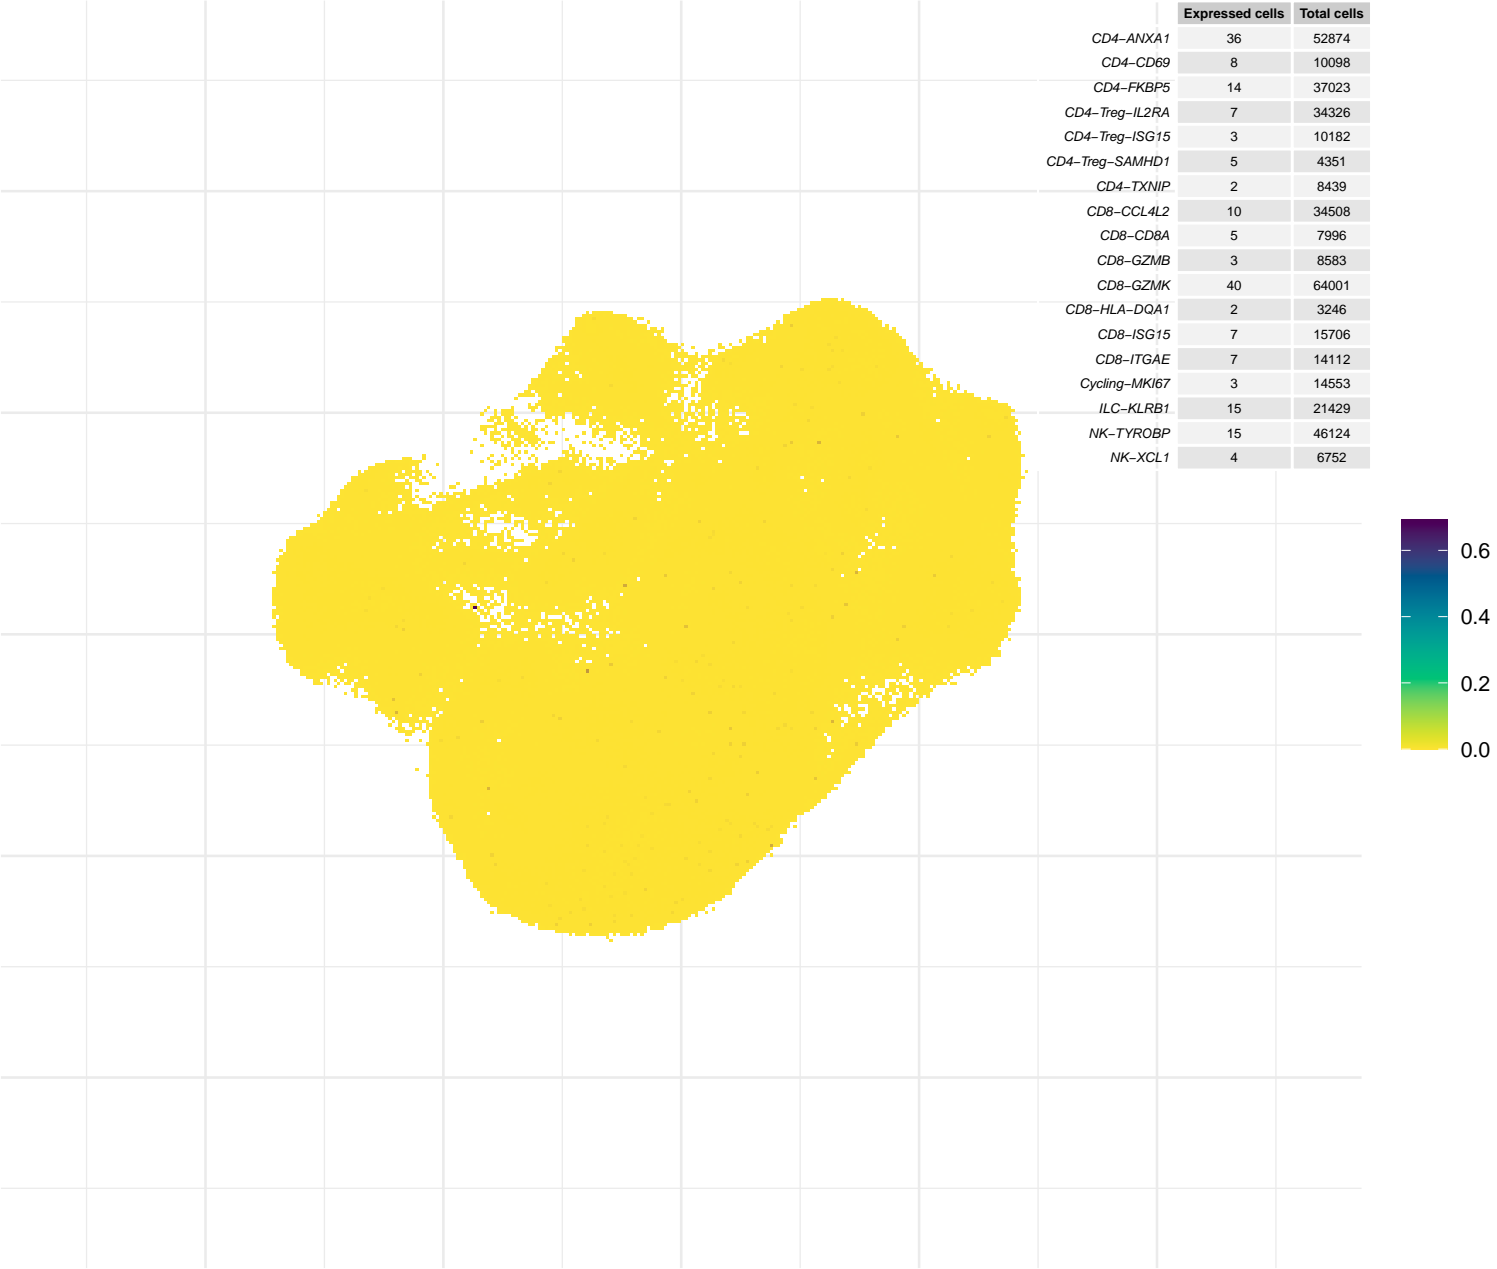 Expressed cells Total cells
CD4−ANXA1 36 52874
CD4−CD69 8 10098
CD4−FKBP5 14 37023
CD4−Treg−IL2RA 7 34326
CD4−Treg−ISG15 3 10182
CD4−Treg−SAMHD1 5 4351
CD4−TXNIP 2 8439
CD8−CCL4L2 10 34508
CD8−CD8A 5 7996
CD8−GZMB 3 8583
CD8−GZMK 40 64001
CD8−HLA−DQA1 2 3246
CD8−ISG15 7 15706
CD8−ITGAE 7 14112
Cycling−MKI67 3 14553
ILC−KLRB1 15 21429
NK−TYROBP 15 46124
NK−XCL1 4 6752
0.6
0.4
0.2
0.0